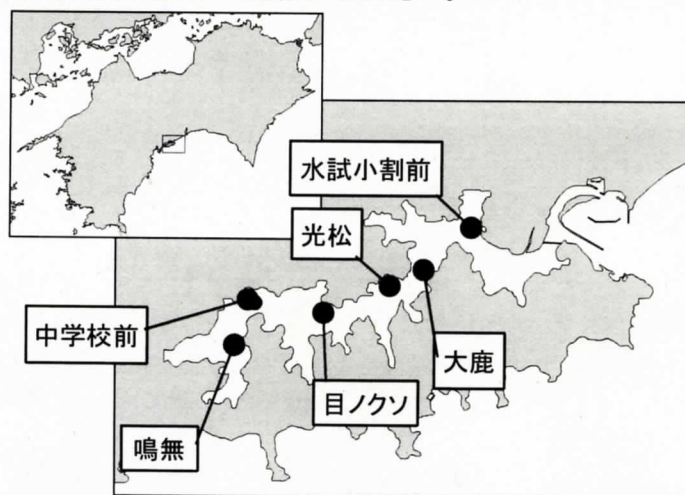 水試小割前
光松
中学校前
大鹿
目ノクソ
鳴無